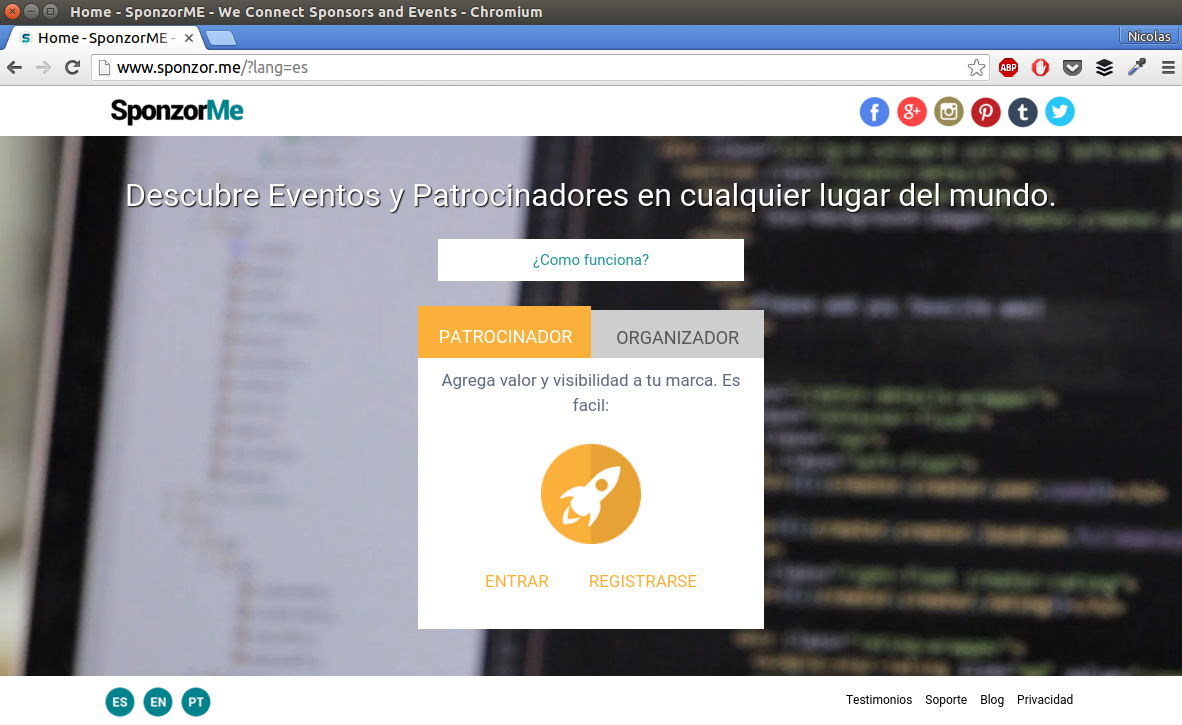 Home - SponzorME - We Connect Sponsors and Events - Chromium
Home - SponzorME -
Nicolas
www.sponzor.me/?lang=es
ABP
SponzorMe
Descubre Eventos y Patrocinadores en cualquier lugar del mundo.
¿Como funciona?
PATROCINADOR ORGANIZADOR
Agrega valor y visibilidad a tu marca. Es
facil:
ENTRAR REGISTRARSE
ES EN PT
Testimonios Soporte Blog Privacidad